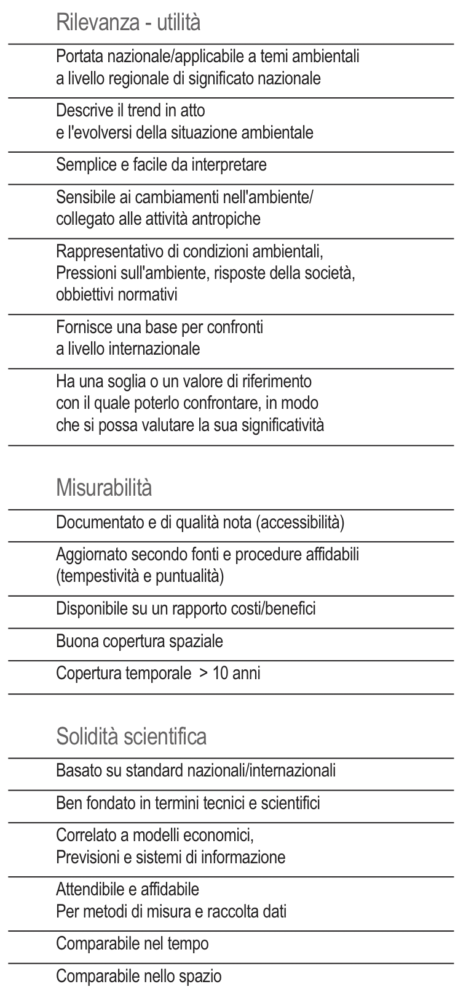 Rilevanza - utilità
Portata nazionale/applicabile a temi ambientali
a livello regionale di significato nazionale
Descrive il trend in atto
e l'evolversi della situazione ambientale
Semplice e facile da interpretare
Sensibile ai cambiamenti nell'ambiente/
collegato alle attività antropiche
Rappresentativo di condizioni ambientali,
Pressioni sull'ambiente, risposte della società,
obbiettivi normativi
Fornisce una base per confronti
a livello internazionale
Ha una soglia o un valore di riferimento
con il quale poterlo confrontare, in modo
che si possa valutare la sua significatività
Misurabilità
Documentato e di qualità nota (accessibilità)
Aggiornato secondo fonti e procedure affidabili
(tempestività e puntualità)
Disponibile su un rapporto costi/benefici
Buona copertura spaziale
Copertura temporale > 10 anni
Solidità scientifica
Basato su standard nazionali/internazionali
Ben fondato in termini tecnici e scientifici
Correlato a modelli economici,
Previsioni e sistemi di informazione
Attendibile e affidabile
Per metodi di misura e raccolta dati
Comparabile nel tempo
Comparabile nello spazio